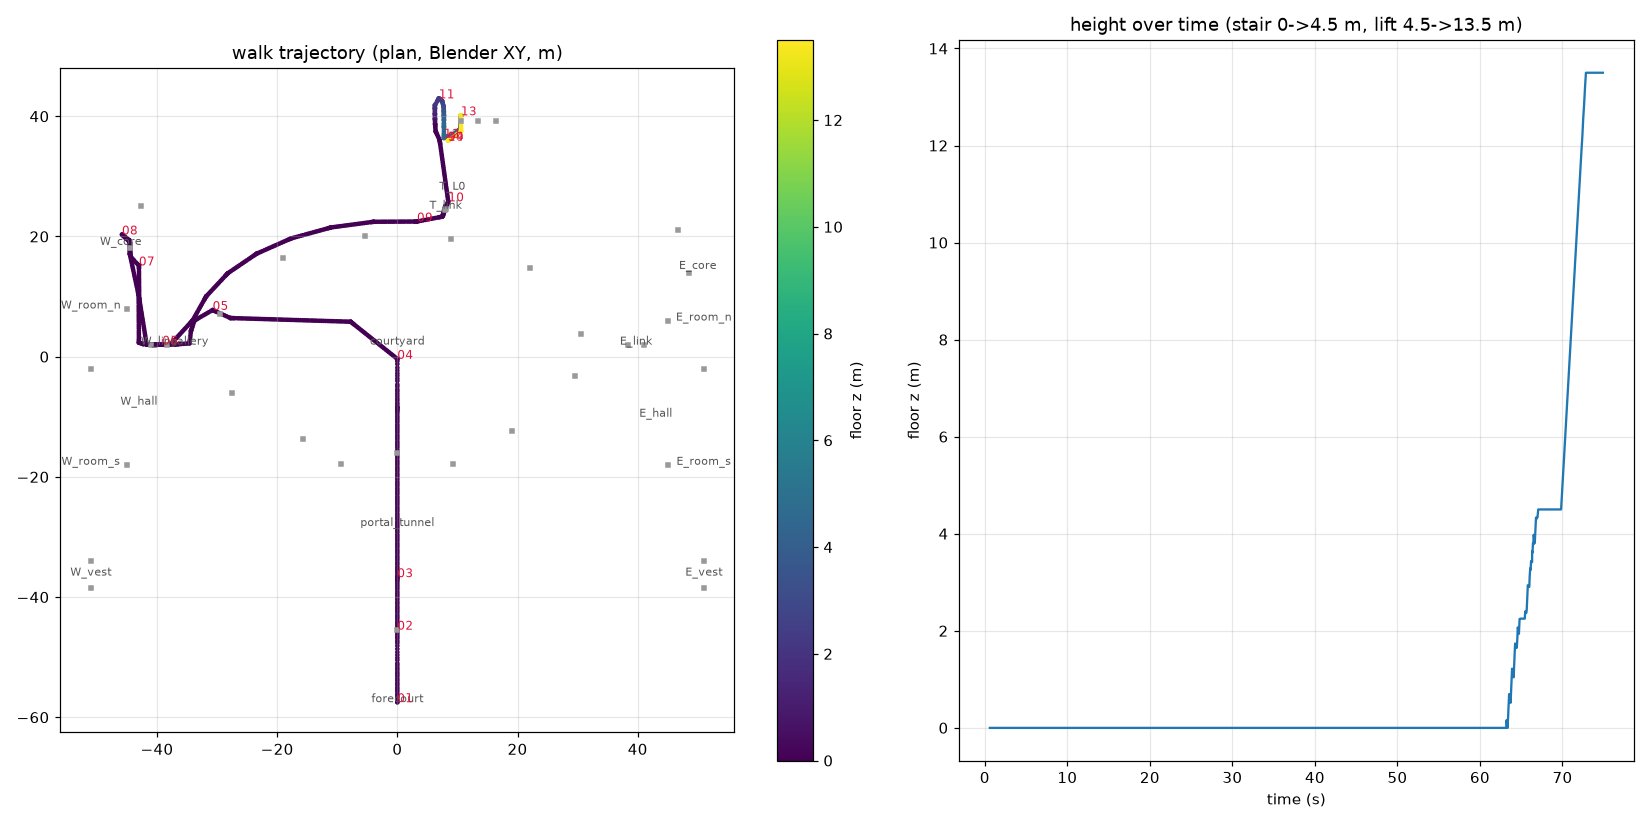 walk trajectory (plan, Blender XY, m)
40
20
0
−20
−40
−60
−40
−20
0
20
40
11
13
T_L0
10
T_link
09
08
W_core
07
E_core
W_room_n
05
E_room_n
courtyard
E_link
04
W_hall
E_hall
W_room_s
E_room_s
portal_tunnel
W_vest
03
E_vest
02
forecourt
01
12
10
8
6
4
2
0
floor z (m)
height over time (stair 0->4.5 m, lift 4.5->13.5 m)
14
12
10
8
6
4
2
0
floor z (m)
0
10
20
30
40
50
60
70
time (s)